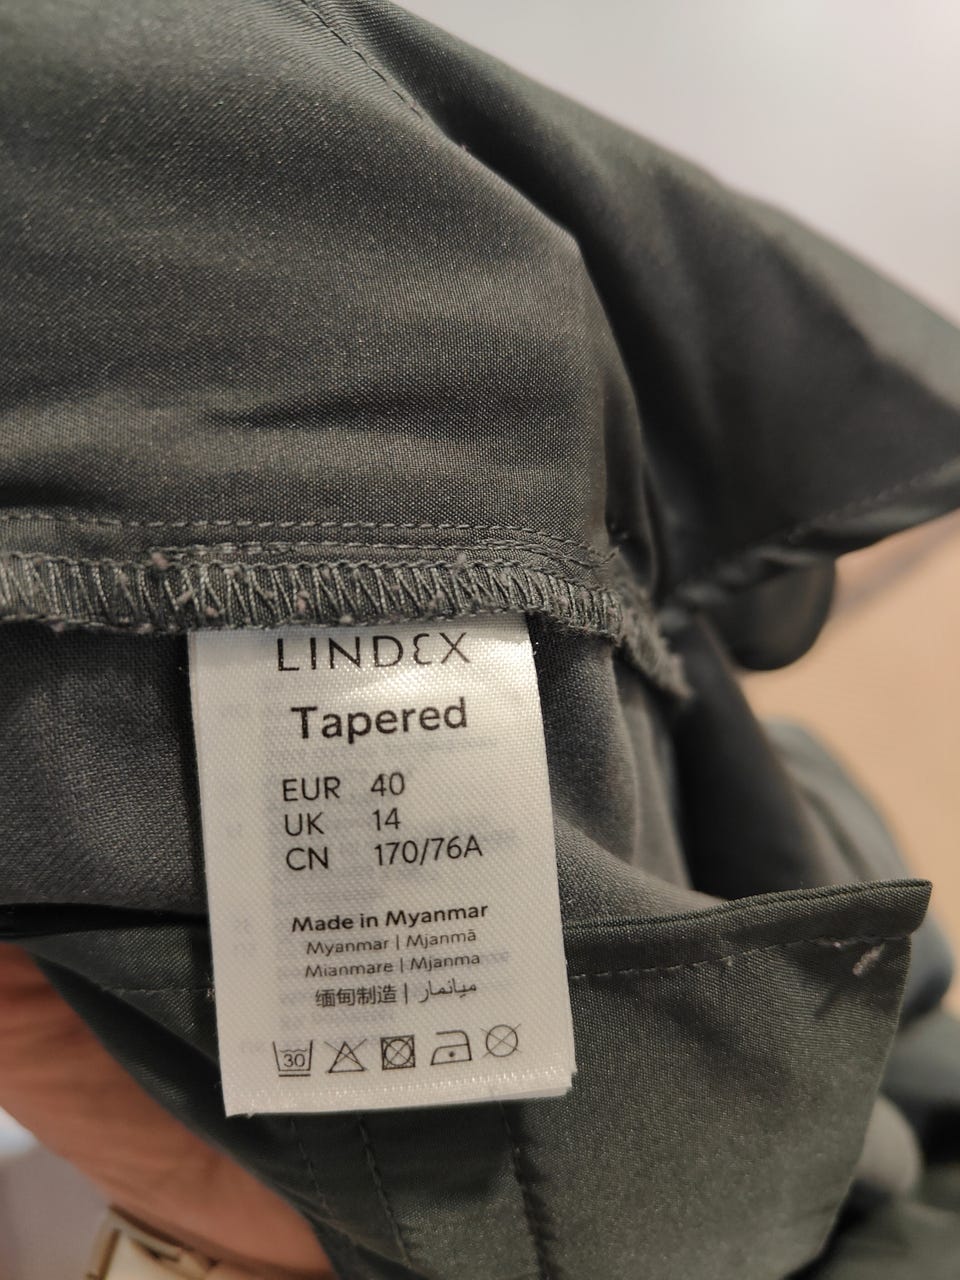 LINDEX
Tapered
EUR 40
UK 14
CN 170/76A
Made in Myanmar
Myanmar | Mjanmā
Mianmare | Mjanma
缅甸制造 | ميانمار
30